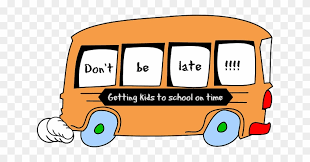 Don't be late !!!!
Getting kids to school on time